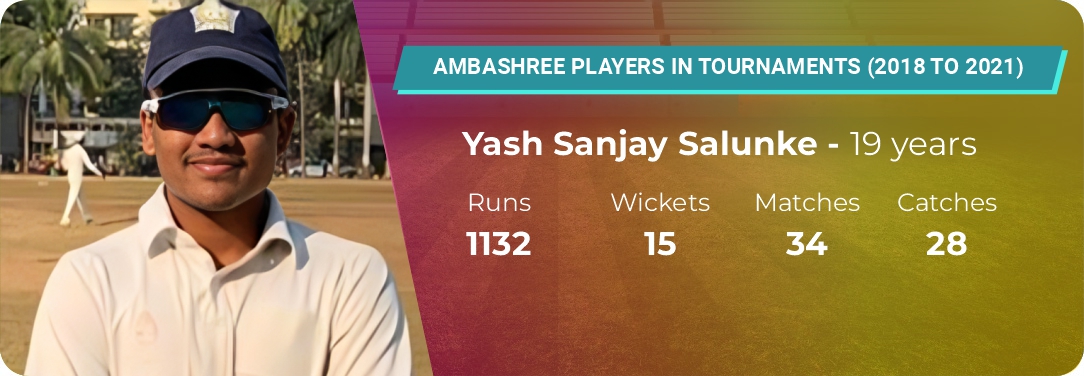 AMBASHREE PLAYERS IN TOURNAMENTS (2018 TO 2021)
Yash Sanjay Salunke - 19 years
Runs Wickets Matches Catches
1132 15 34 28